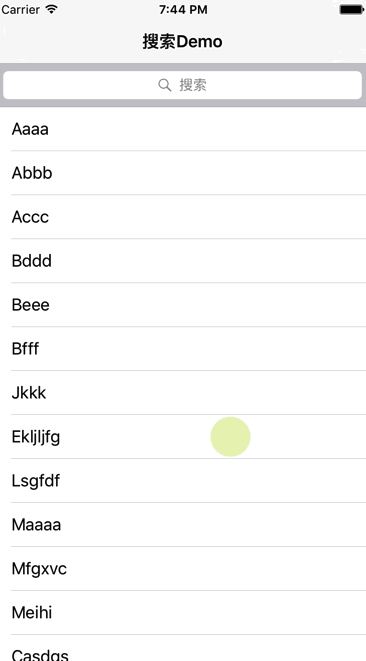 Carrier 7:44 PM
搜索Demo
搜索
Aaaa
Abbb
Accc
Bddd
Beee
Bfff
Jkkk
Ekljljfg
Lsgfdf
Maaaa
Mfgxvc
Meihi
Casdgs